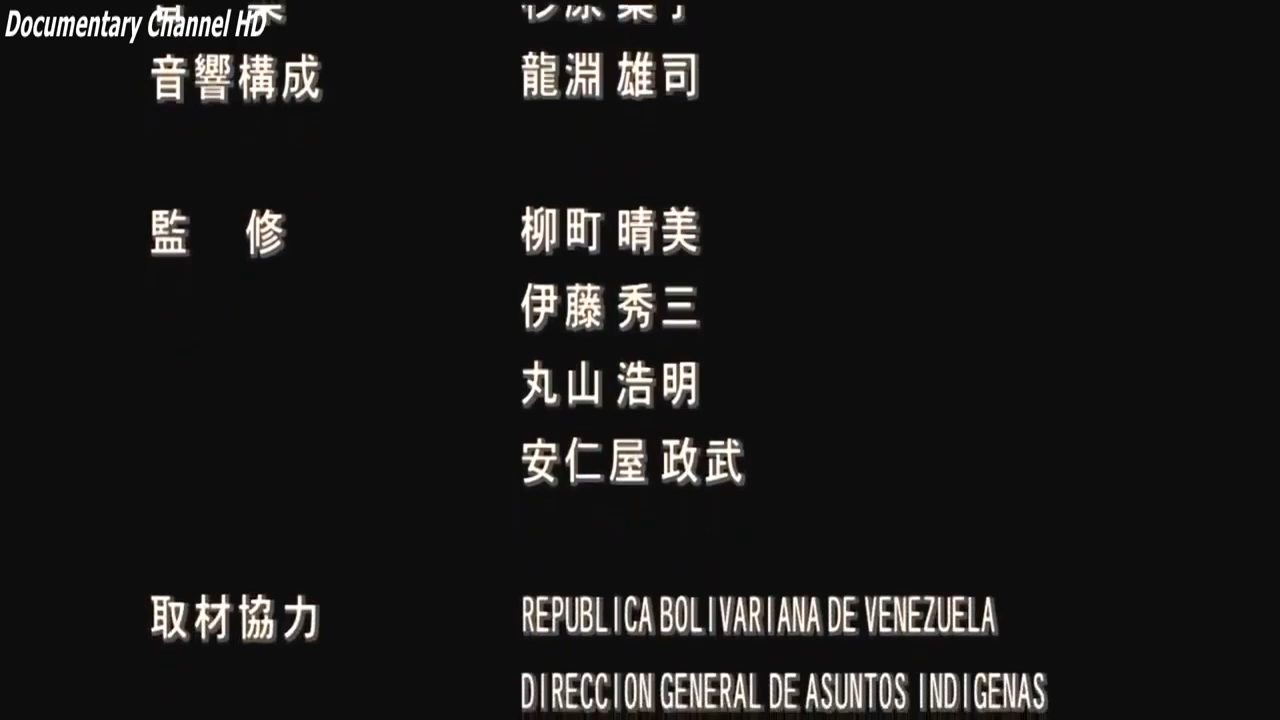 Documentary Channel HD
音響構成 龍淵 雄司
監 修 柳町 晴美
伊藤 秀三
丸山 浩明
安仁屋 政武
取材協力 REPUBLICA BOLIVARIANA DE VENEZUELA
DIRECCION GENERAL DE ASUNTOS INDIGENAS